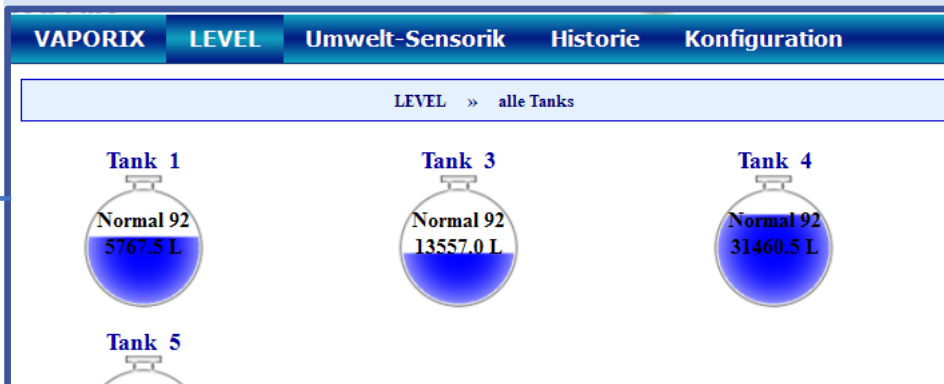 VAPORIX LEVEL Umwelt-Sensorik Historie Konfiguration
LEVEL » alle Tanks
Tank 1 Tank 3 Tank 4
Normal 92 Normal 92 Normal 92
5767.5 L 13557.0 L 31460.5 L
Tank 5